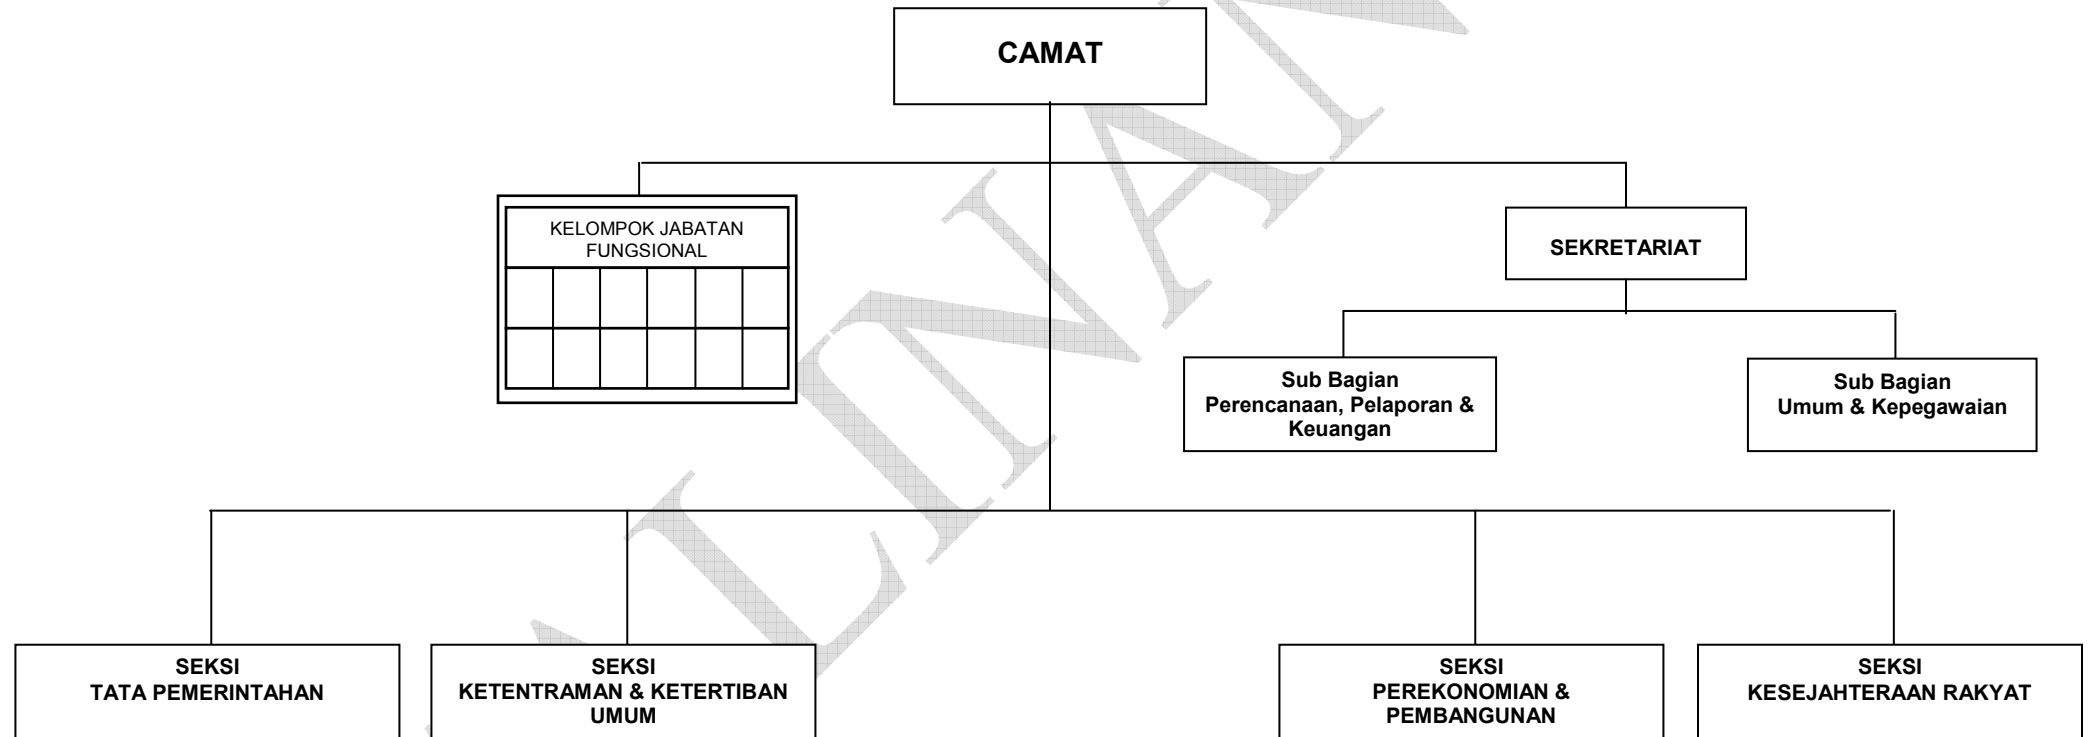 CAMAT
KELOMPOK JABATAN
FUNGSIONAL
SEKRETARIAT
Sub Bagian
Perencanaan, Pelaporan &
Keuangan
Sub Bagian
Umum & Kepegawaian
SEKSI
TATA PEMERINTAHAN
SEKSI
KETENTRAMAN & KETERTIBAN
UMUM
SEKSI
PEREKONOMIAN &
PEMBANGUNAN
SEKSI
KESEJAHTERAAN RAKYAT